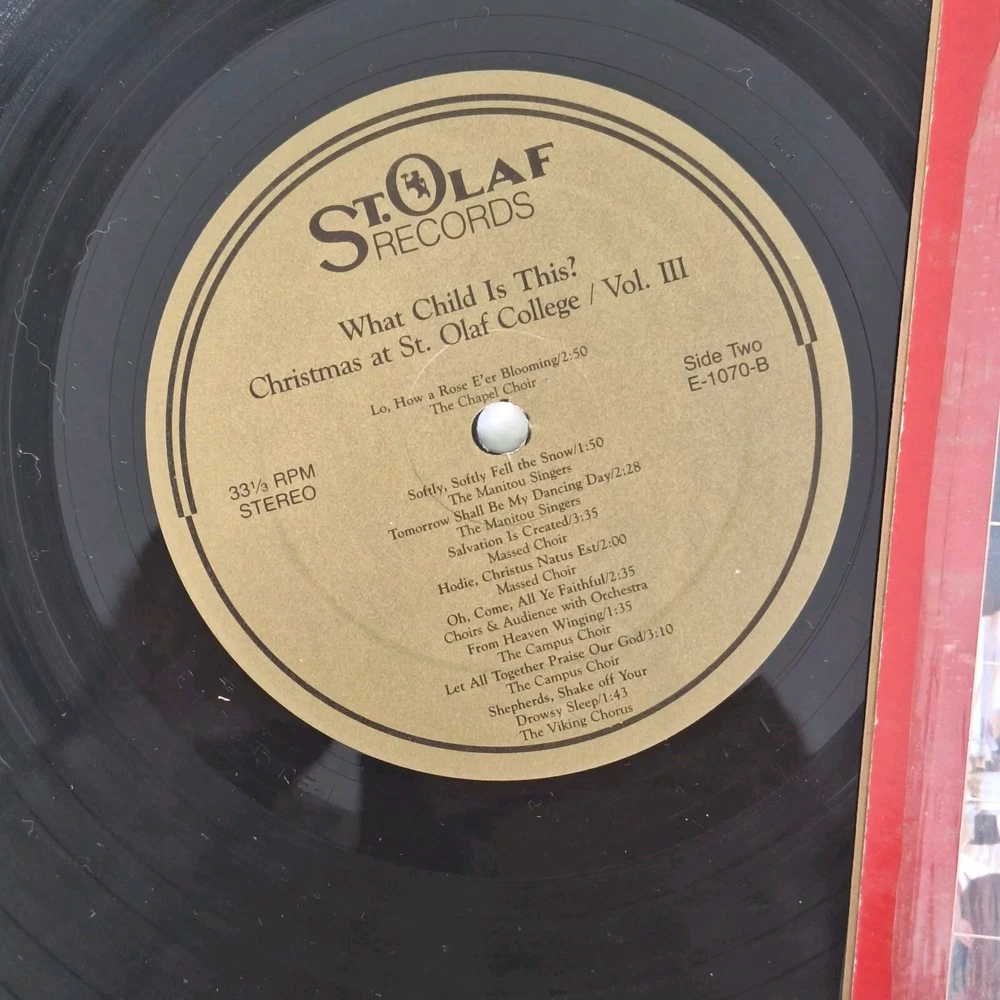 ST. OLAF
RECORDS
What Child Is This?
Christmas at St. Olaf College / Vol. III
Lo, How a Rose E'er Blooming/2:50
The Chapel Choir
Side Two
E-1070-B
33⅓ RPM
STEREO
Softly, Softly Fell the Snow/1:50
The Manitou Singers
Tomorrow Shall Be My Dancing Day/2:28
The Manitou Singers
Salvation Is Created/3:35
Massed Choir
Hodie, Christus Natus Est/2:00
Massed Choir
Oh, Come, All Ye Faithful/2:35
Choirs & Audience with Orchestra
From Heaven Winging/1:35
The Campus Choir
Let All Together Praise Our God/3:10
The Campus Choir
Shepherds, Shake off Your
Drowsy Sleep/1:43
The Viking Chorus